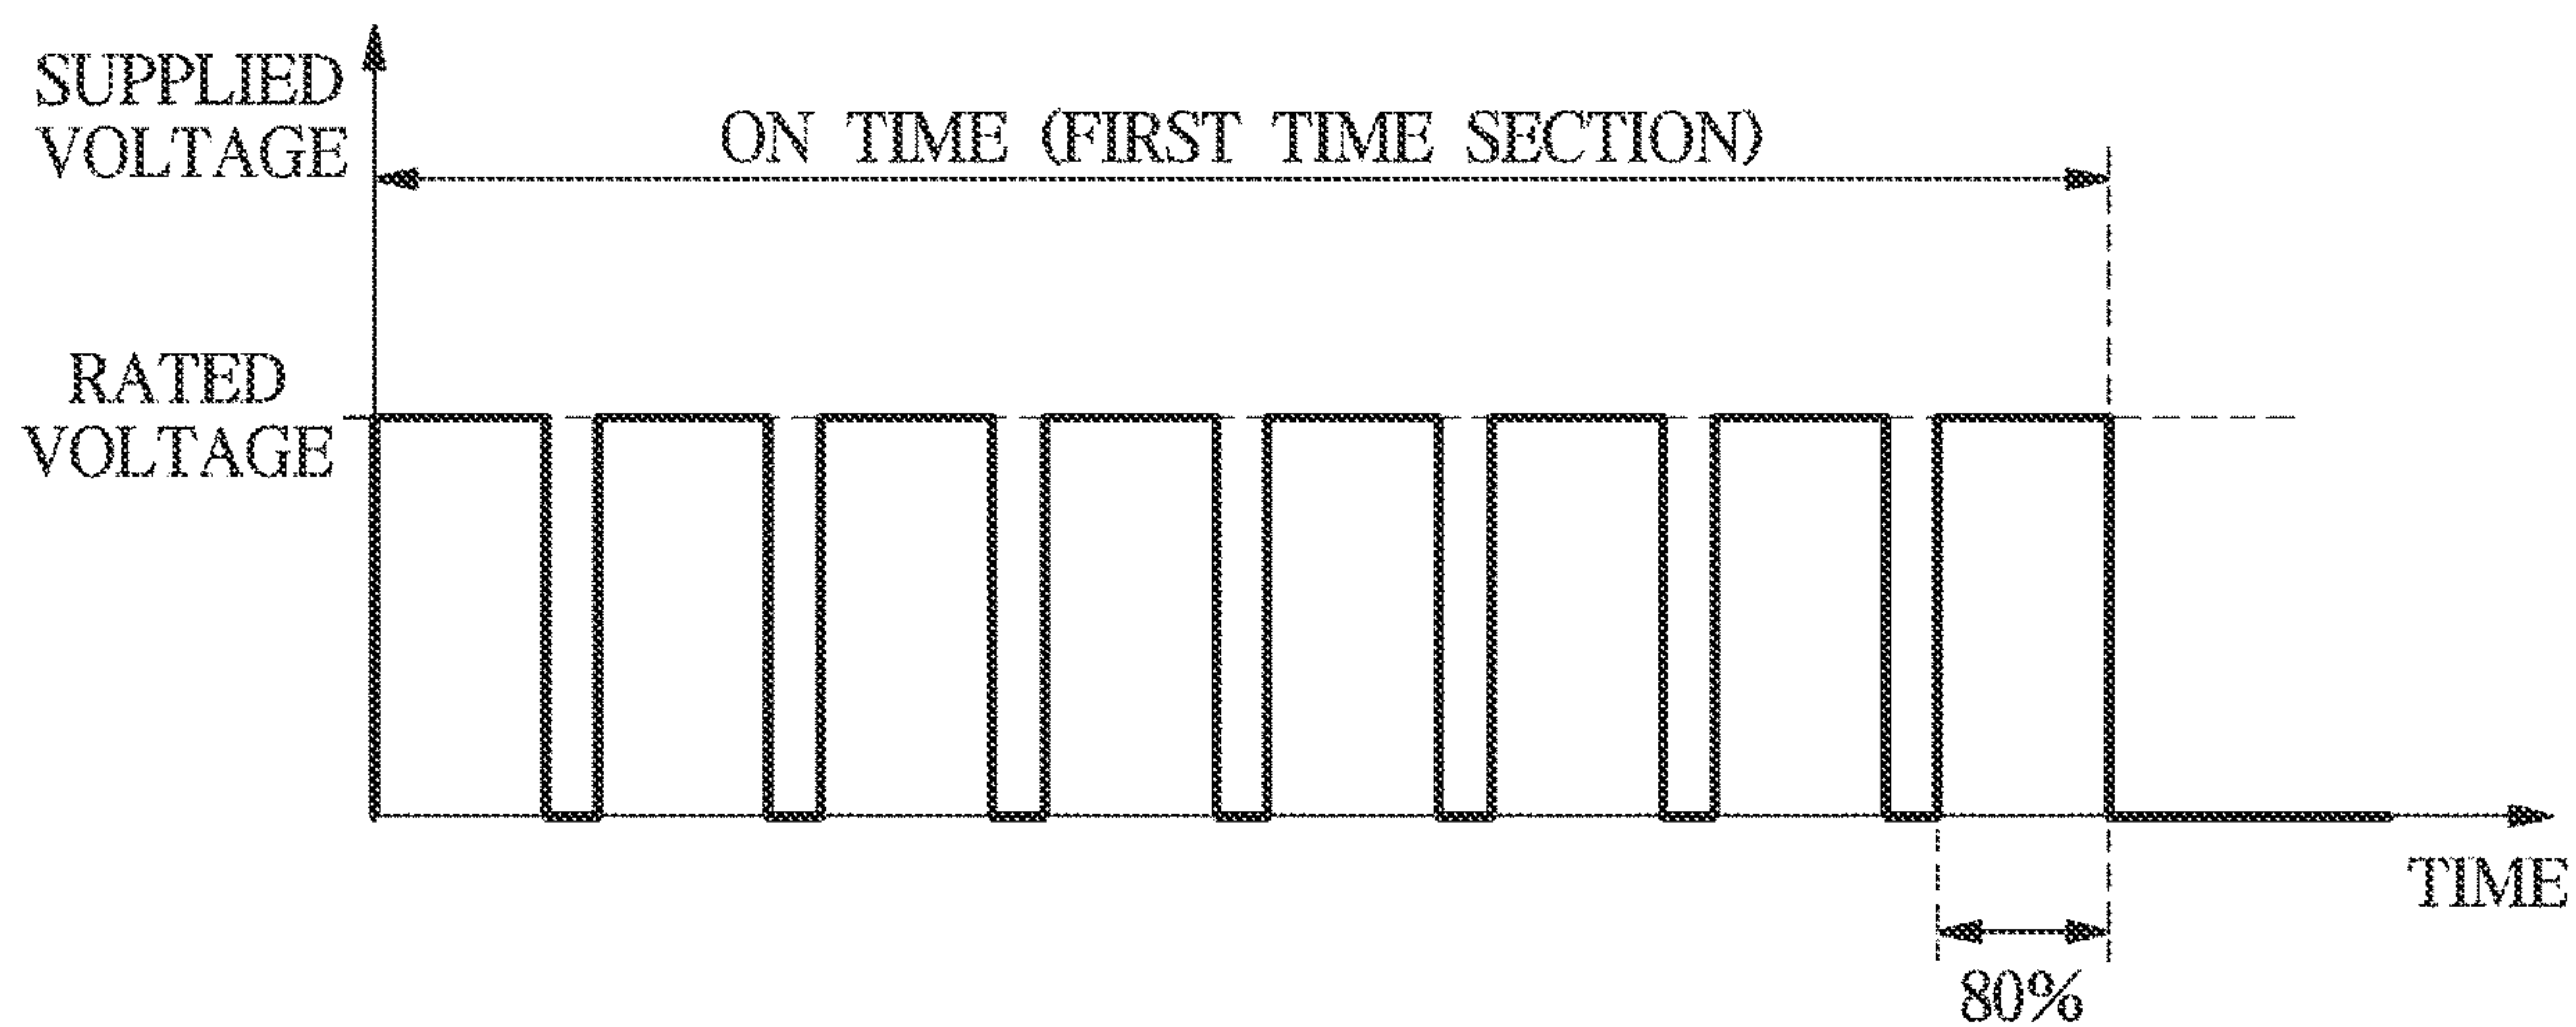 SUPPLIED
VOLTAGE
ON TIME (FIRST TIME SECTION)
RATED
VOLTAGE
TIME
80%